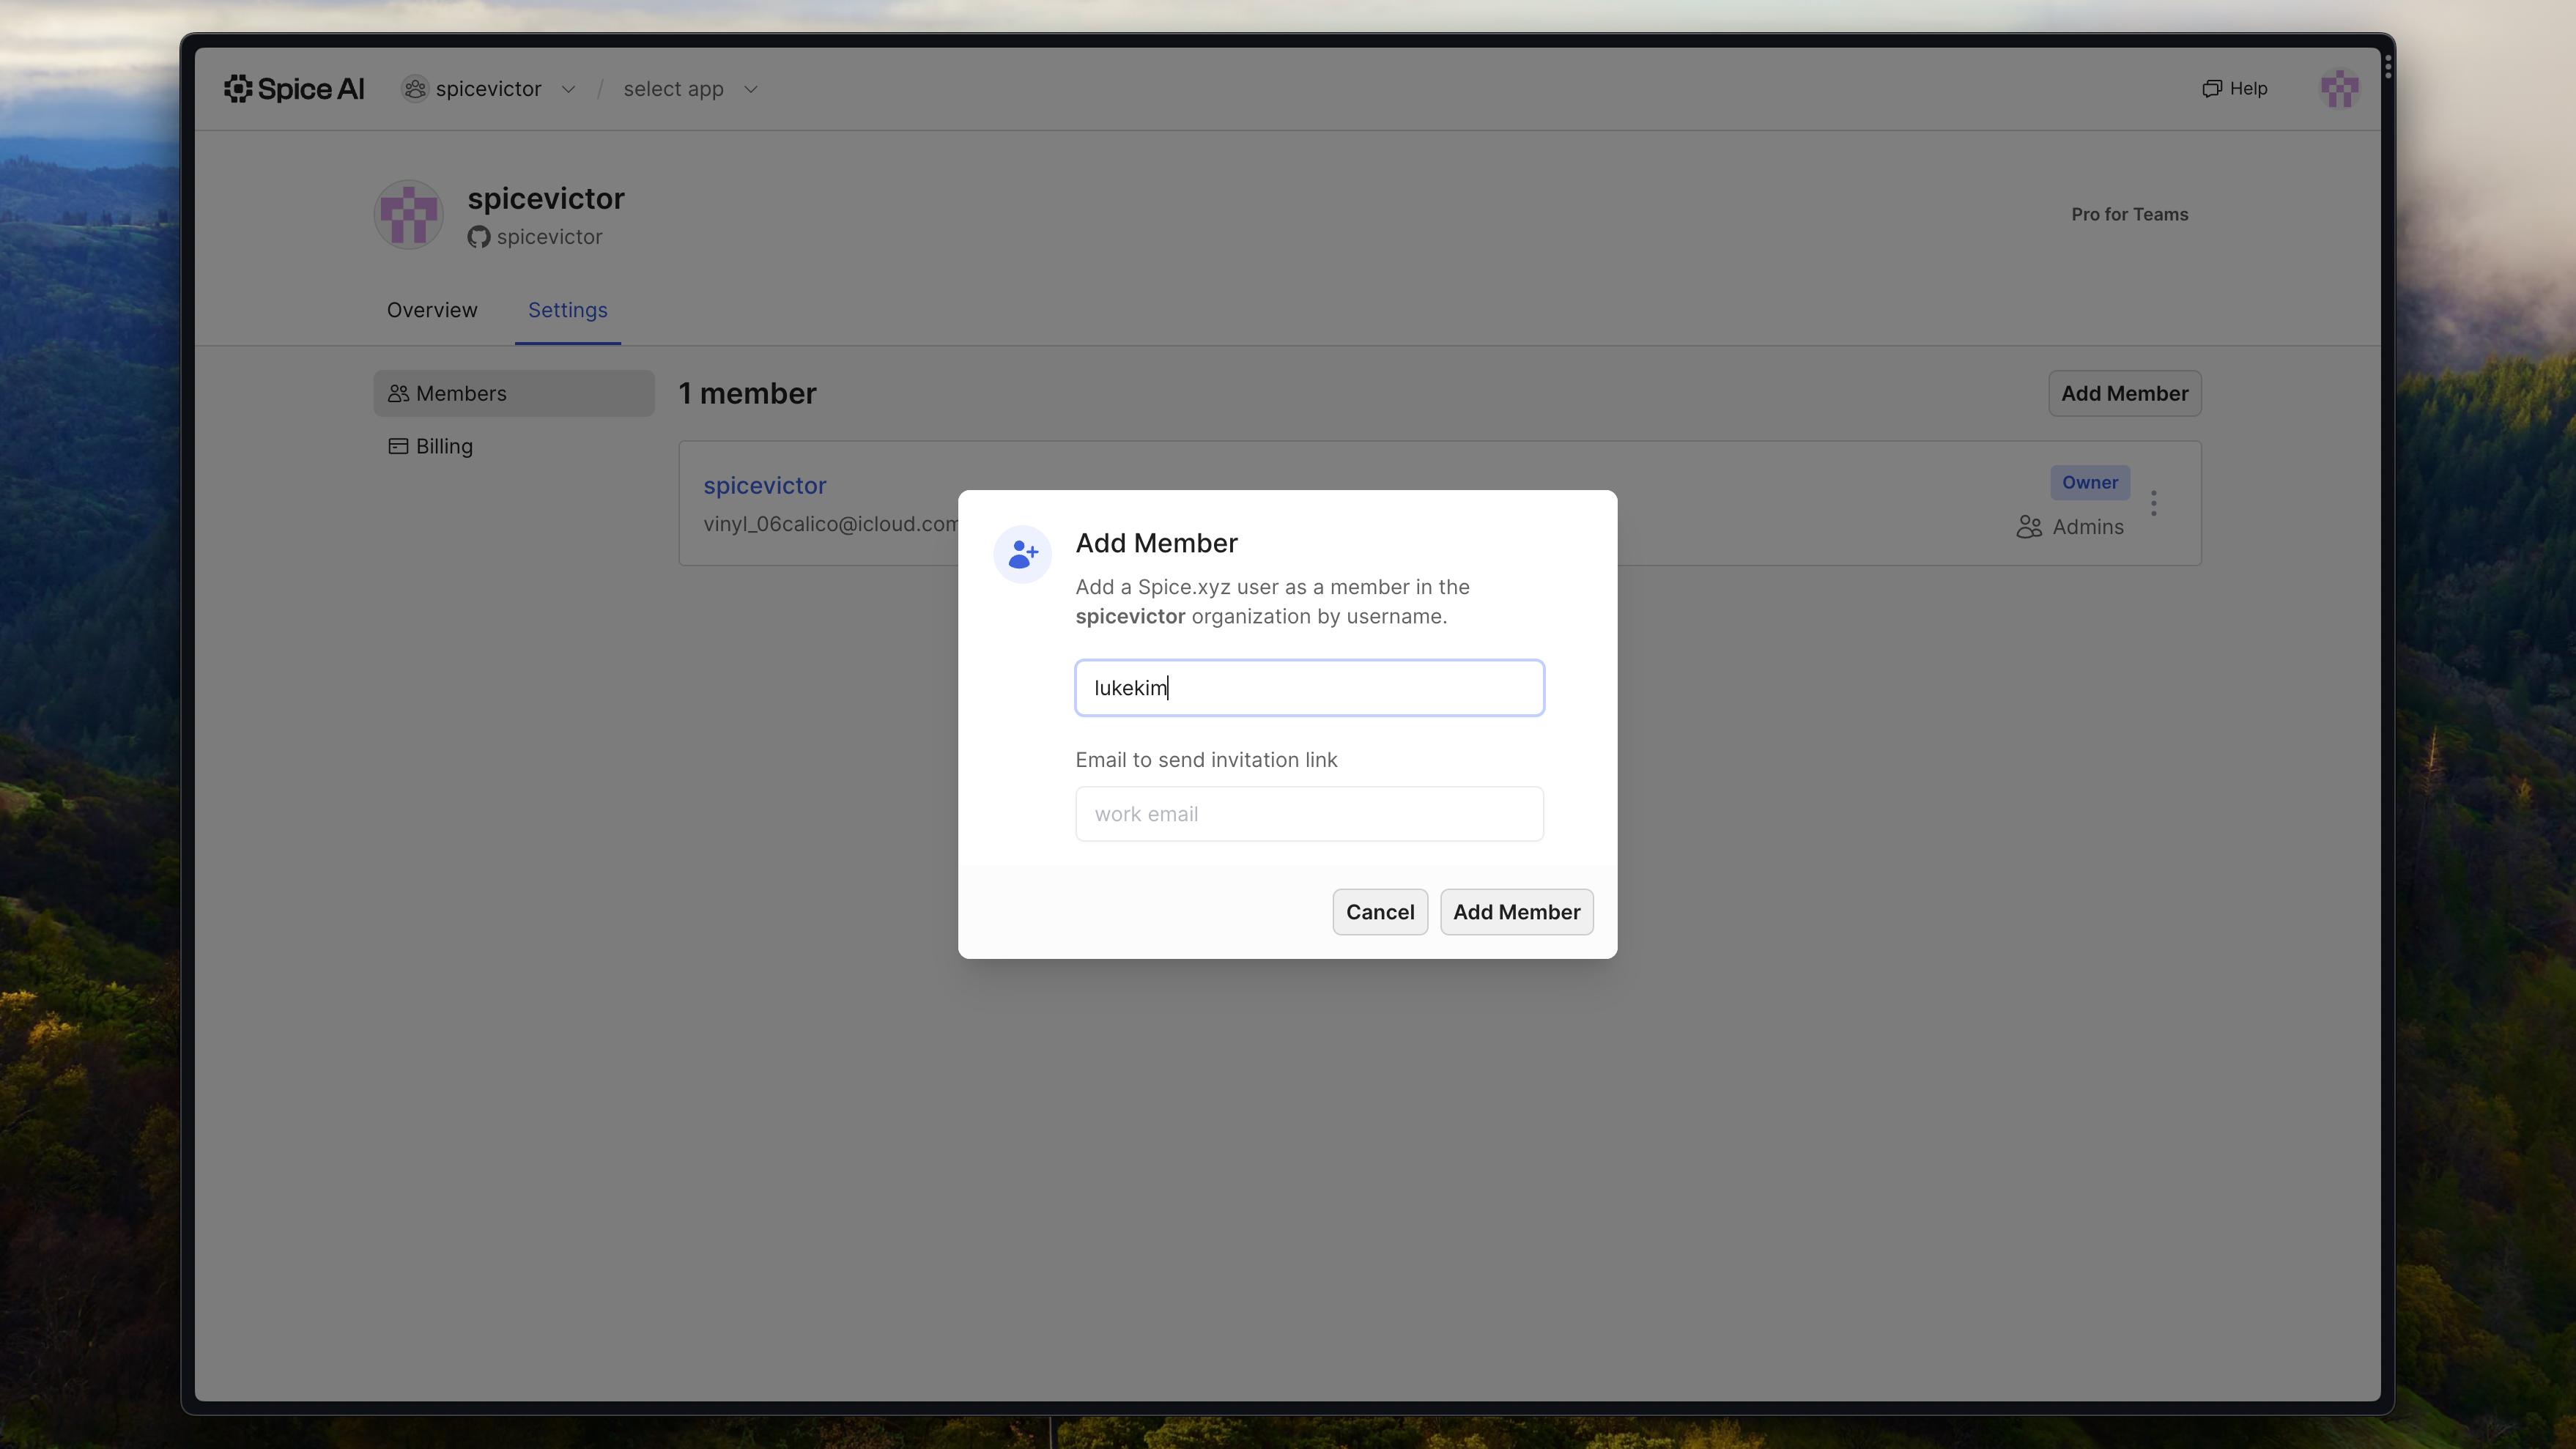 Spice AI
spicevictor / select app
Help
spicevictor
spicevictor
Pro for Teams
Overview
Settings
Members
Billing
1 member
Add Member
spicevictor
vinyl_06calico@icloud.com
Owner
Admins
Add Member
Add a Spice.xyz user as a member in the
spicevictor organization by username.
lukekim
Email to send invitation link
work email
Cancel
Add Member